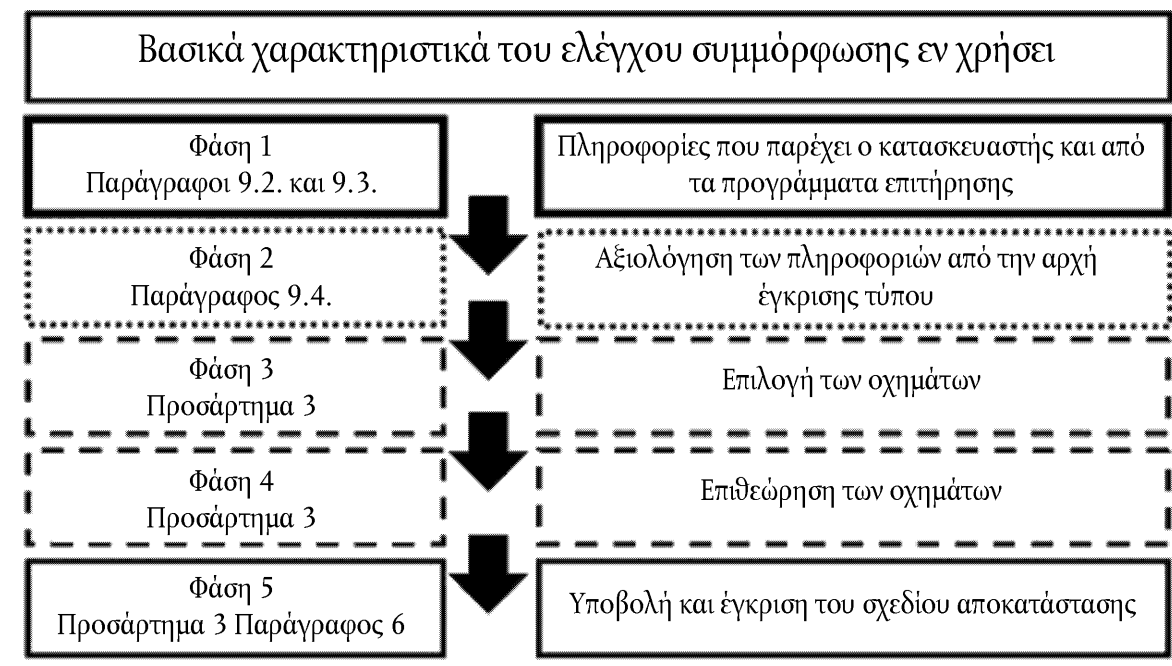 Βασικά χαρακτηριστικά του ελέγχου συμμόρφωσης εν χρήσει
Φάση 1
Παράγραφοι 9.2. και 9.3.
Πληροφορίες που παρέχει ο κατασκευαστής και από
τα προγράμματα επιτήρησης
Φάση 2
Παράγραφος 9.4.
Αξιολόγηση των πληροφοριών από την αρχή
έγκρισης τύπου
Φάση 3
Προσάρτημα 3
Επιλογή των οχημάτων
Φάση 4
Προσάρτημα 3
Επιθεώρηση των οχημάτων
Φάση 5
Προσάρτημα 3 Παράγραφος 6
Υποβολή και έγκριση του σχεδίου αποκατάστασης